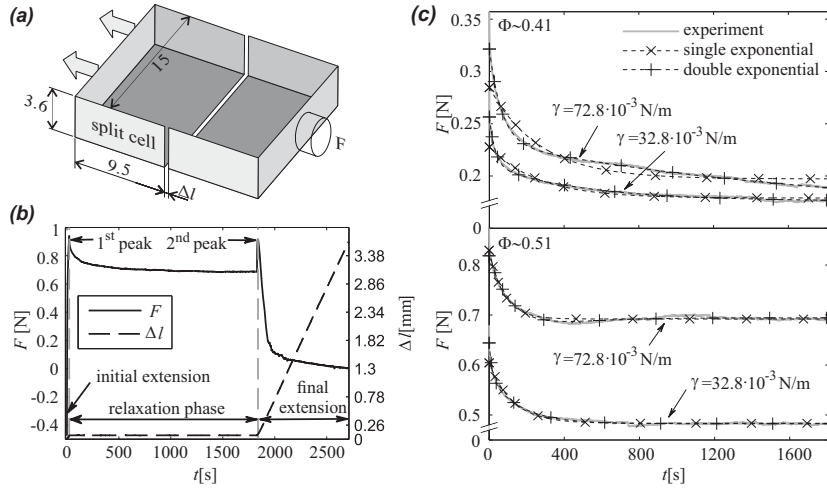 (a)
15
3.6
split cell
9.5
Δl
F
(b)
1
0.8
0.6
0.4
0.2
0
-0.2
-0.4
F [N]
1st peak
2nd peak
F
Δl
initial extension
relaxation phase
final
extension
3.38
2.86
2.34
1.82
1.3
0.78
0.26
0
Δl[mm]
0 500 1000 1500 2000 2500
t[s]
(c)
0.35
0.3
0.25
0.2
0
F [N]
Φ~0.41
experiment
single exponential
double exponential
γ=72.8·10-3 N/m
γ=32.8·10-3 N/m
0.8
0.7
0.6
0.5
0
F [N]
Φ~0.51
γ=72.8·10-3 N/m
γ=32.8·10-3 N/m
0 400 800 1200 1600
t[s]